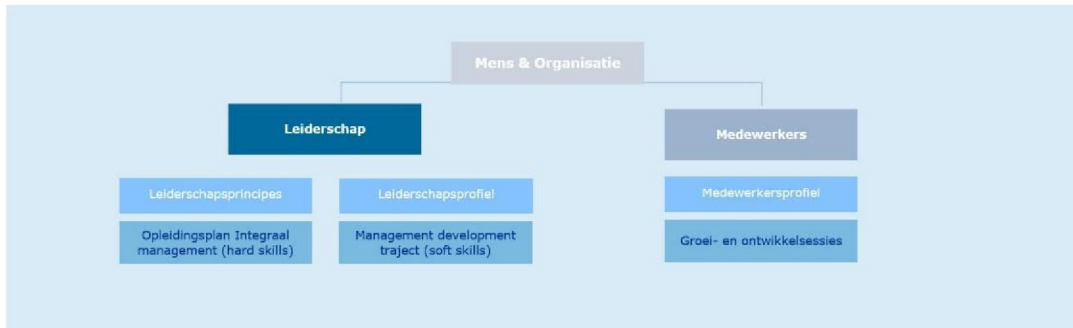 Mens & Organisatie
Leiderschap
Medewerkers
Leiderschapsprincipes
Leiderschapsprofiel
Medewerkersprofiel
Opleidingsplan Integraal
management (hard skills)
Management development
traject (soft skills)
Groei- en ontwikkelsessies